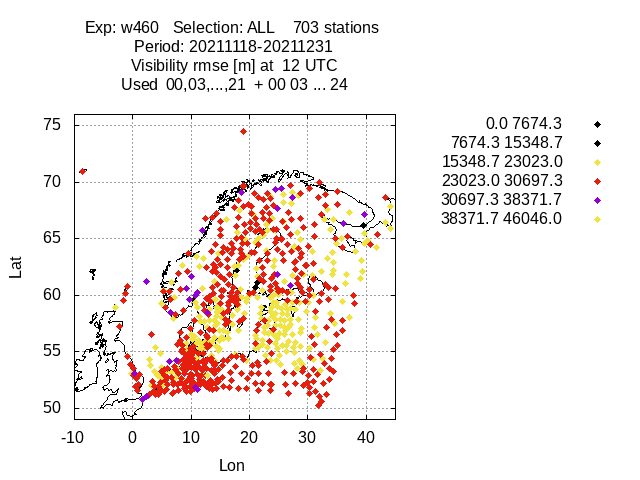 Exp: w460 Selection: ALL 703 stations
Period: 20211118-20211231
Visibility rmse [m] at 12 UTC
Used 00,03,...,21 + 00 03 ... 24
75
70
65
60
55
50
-10 0 10 20 30 40
Lat
Lon
0.0 7674.3
7674.3 15348.7
15348.7 23023.0
23023.0 30697.3
30697.3 38371.7
38371.7 46046.0